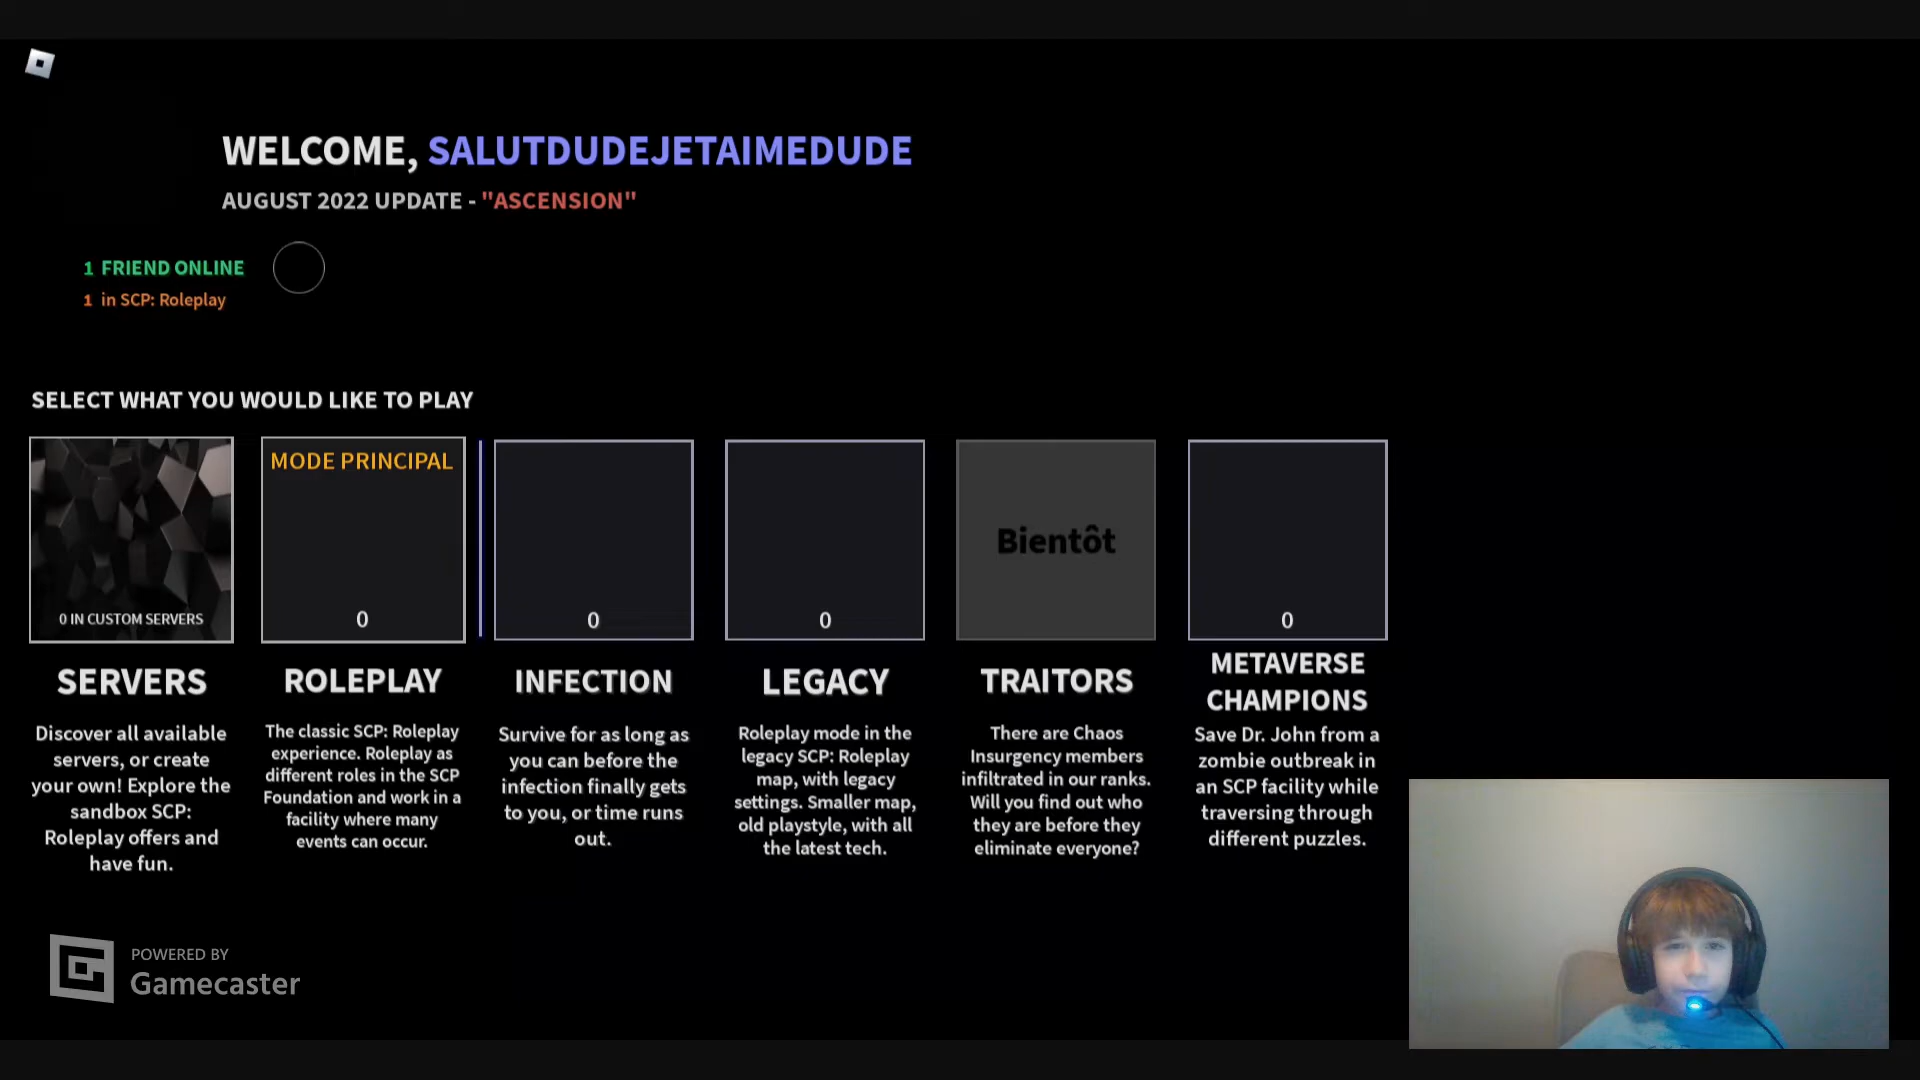 WELCOME, SALUTDUDEJETAIMEDUDE
AUGUST 2022 UPDATE - "ASCENSION"
1 FRIEND ONLINE
1 in SCP: Roleplay
SELECT WHAT YOU WOULD LIKE TO PLAY
0 IN CUSTOM SERVERS
SERVERS
Discover all available
servers, or create
your own! Explore the
sandbox SCP:
Roleplay offers and
have fun.
MODE PRINCIPAL
0
ROLEPLAY
The classic SCP: Roleplay
experience. Roleplay as
different roles in the SCP
Foundation and work in a
facility where many
events can occur.
0
INFECTION
Survive for as long as
you can before the
infection finally gets
to you, or time runs
out.
0
LEGACY
Roleplay mode in the
legacy SCP: Roleplay
map, with legacy
settings. Smaller map,
old playstyle, with all
the latest tech.
Bientôt
TRAITORS
There are Chaos
Insurgency members
infiltrated in our ranks.
Will you find out who
they are before they
eliminate everyone?
0
METAVERSE
CHAMPIONS
Save Dr. John from a
zombie outbreak in
an SCP facility while
traversing through
different puzzles.
POWERED BY
Gamecaster